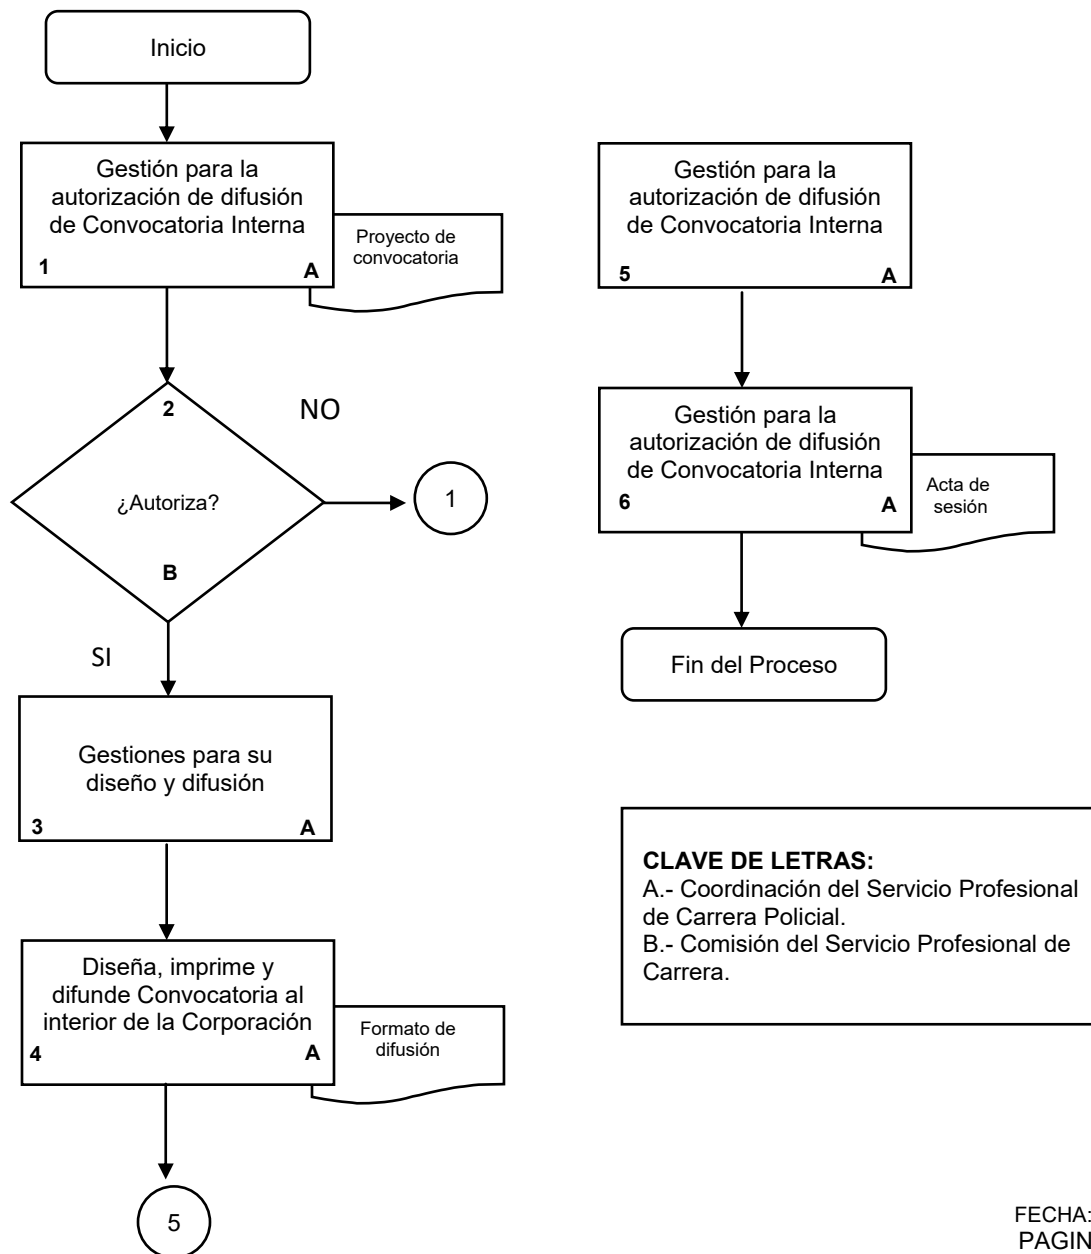 Inicio
Gestión para la
autorización de difusión
de Convocatoria Interna
1
A
Proyecto de
convocatoria
2
NO
¿Autoriza?
1
B
SI
Gestiones para su
diseño y difusión
3
A
Diseña, imprime y
difunde Convocatoria al
interior de la Corporación
4
A
Formato de
difusión
5
Gestión para la
autorización de difusión
de Convocatoria Interna
5
A
Gestión para la
autorización de difusión
de Convocatoria Interna
6
A
Acta de
sesión
Fin del Proceso
CLAVE DE LETRAS:
A.- Coordinación del Servicio Profesional
de Carrera Policial.
B.- Comisión del Servicio Profesional de
Carrera.
FECHA:
PAGIN